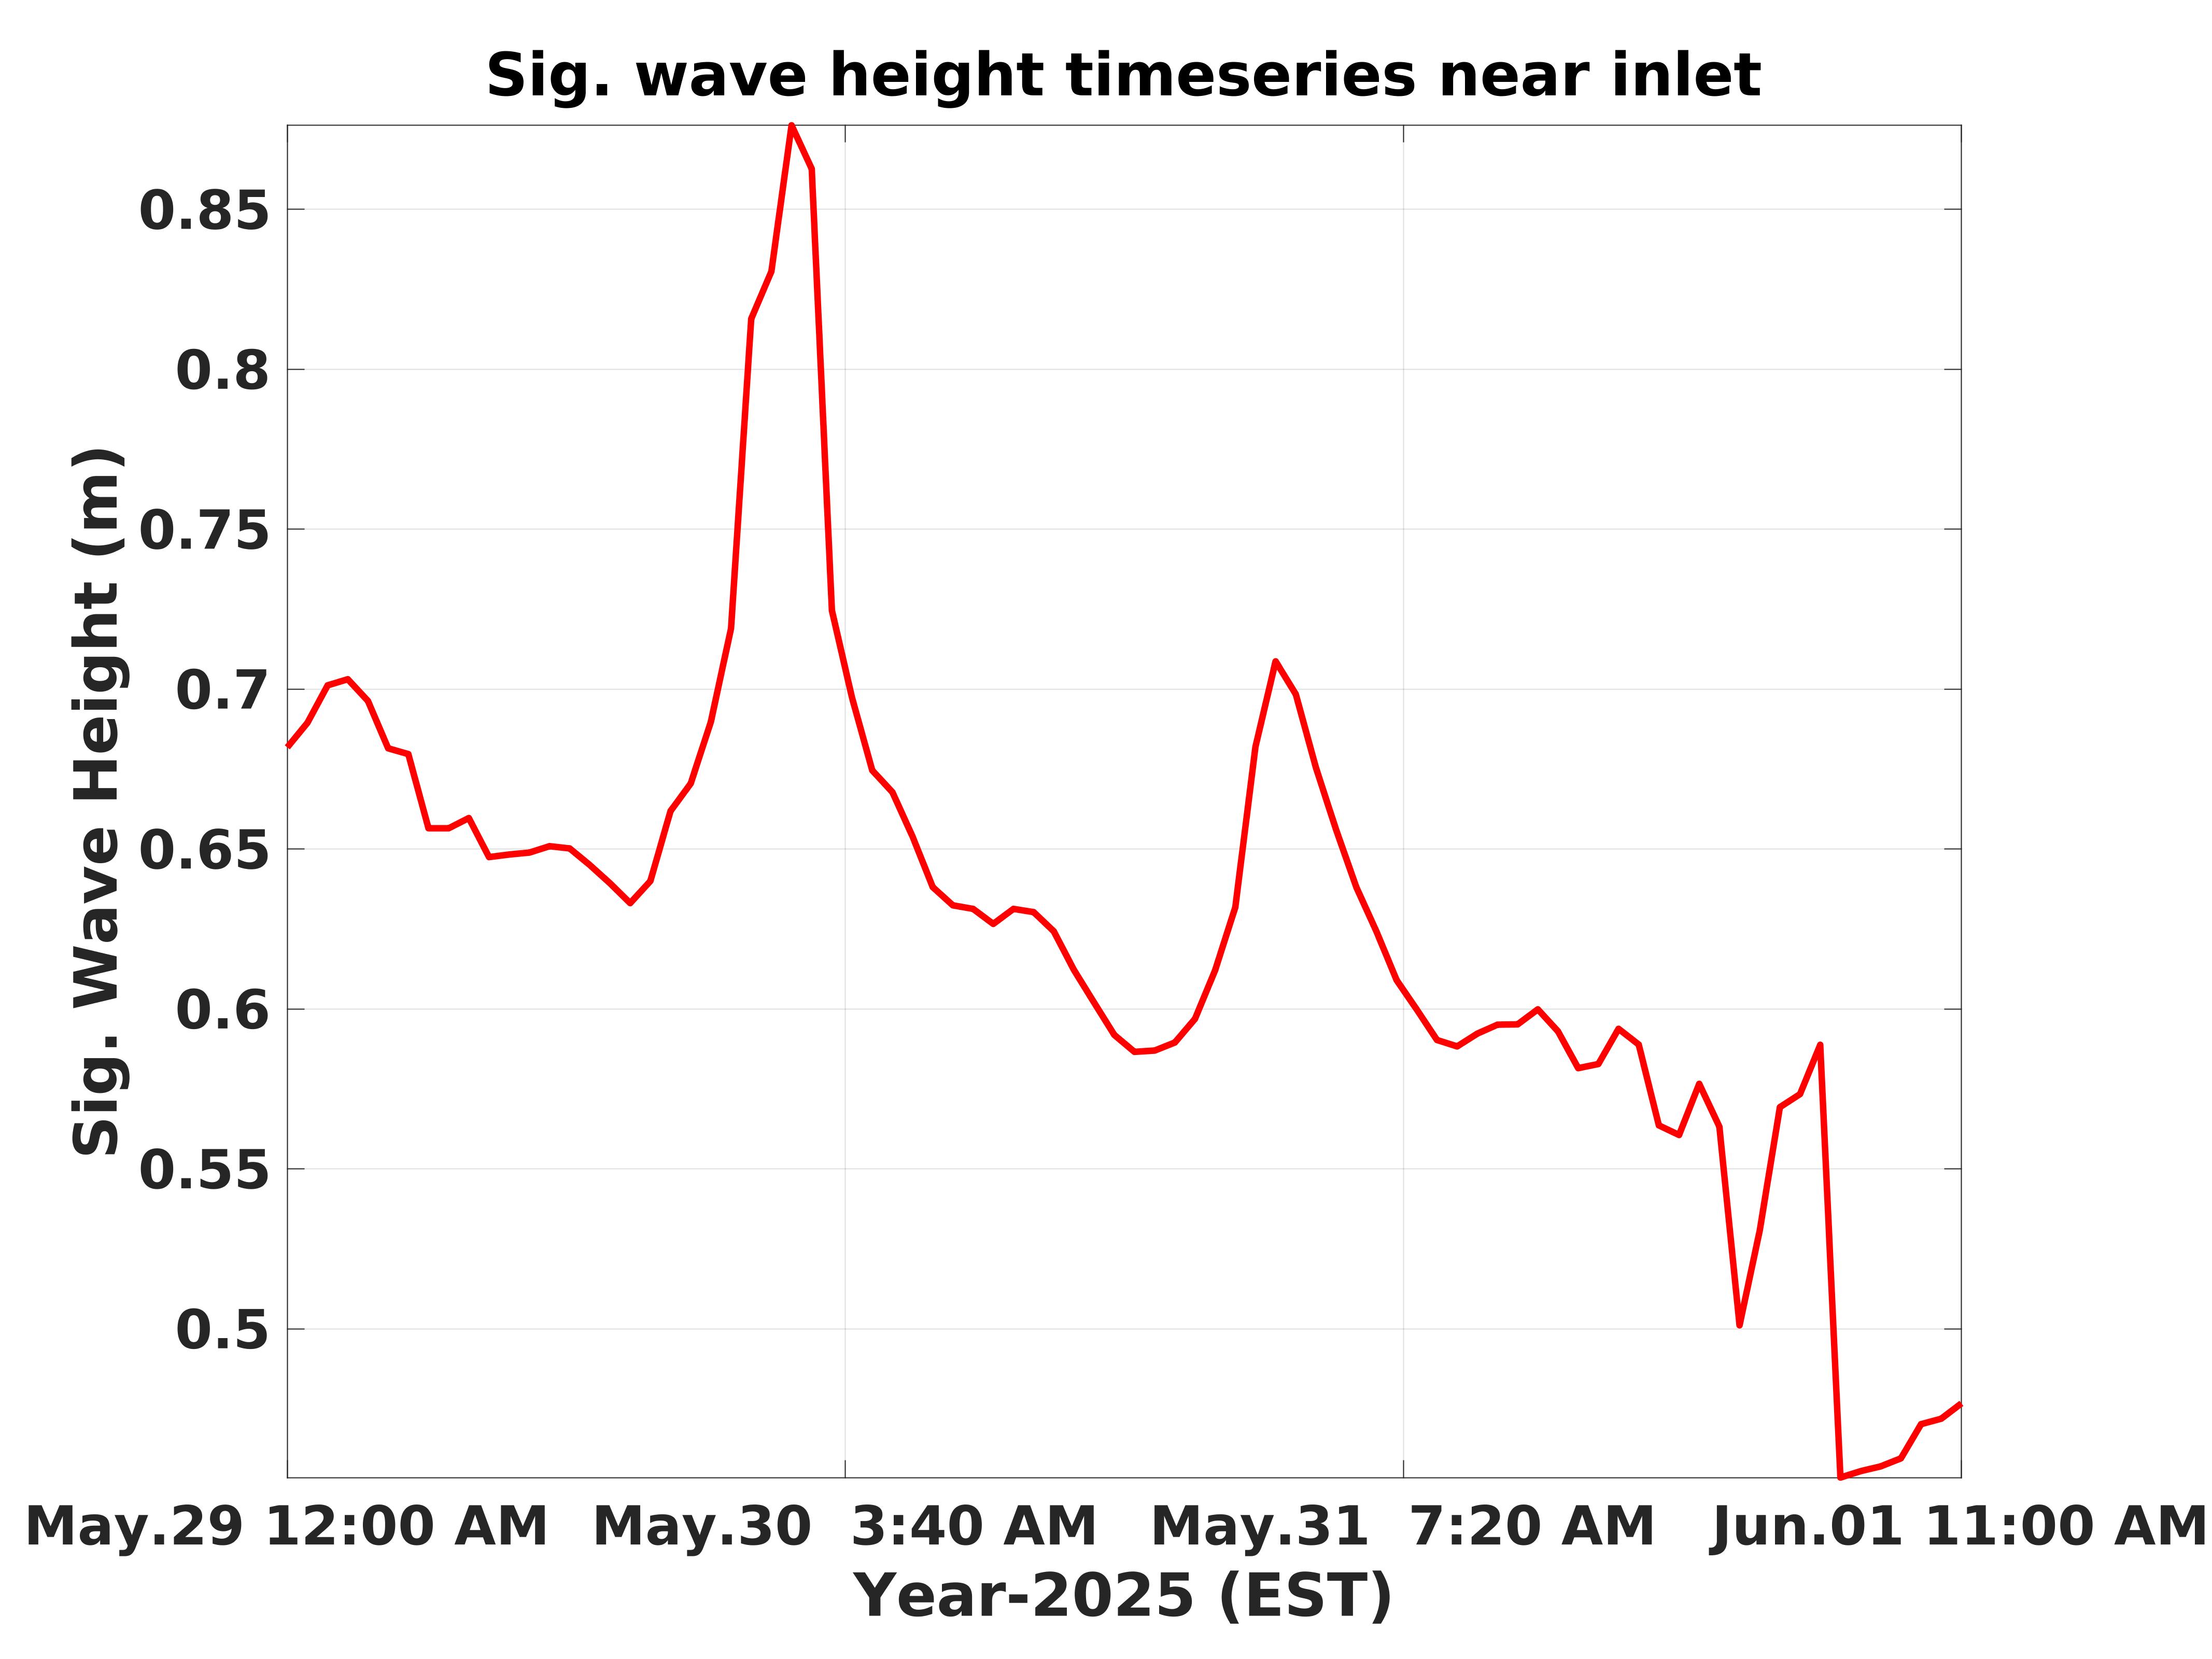 Sig. wave height timeseries near inlet
Sig. Wave Height (m)
0.85
0.8
0.75
0.7
0.65
0.6
0.55
0.5
May.29 12:00 AM May.30 3:40 AM May.31 7:20 AM Jun.01 11:00 AM
Year-2025 (EST)